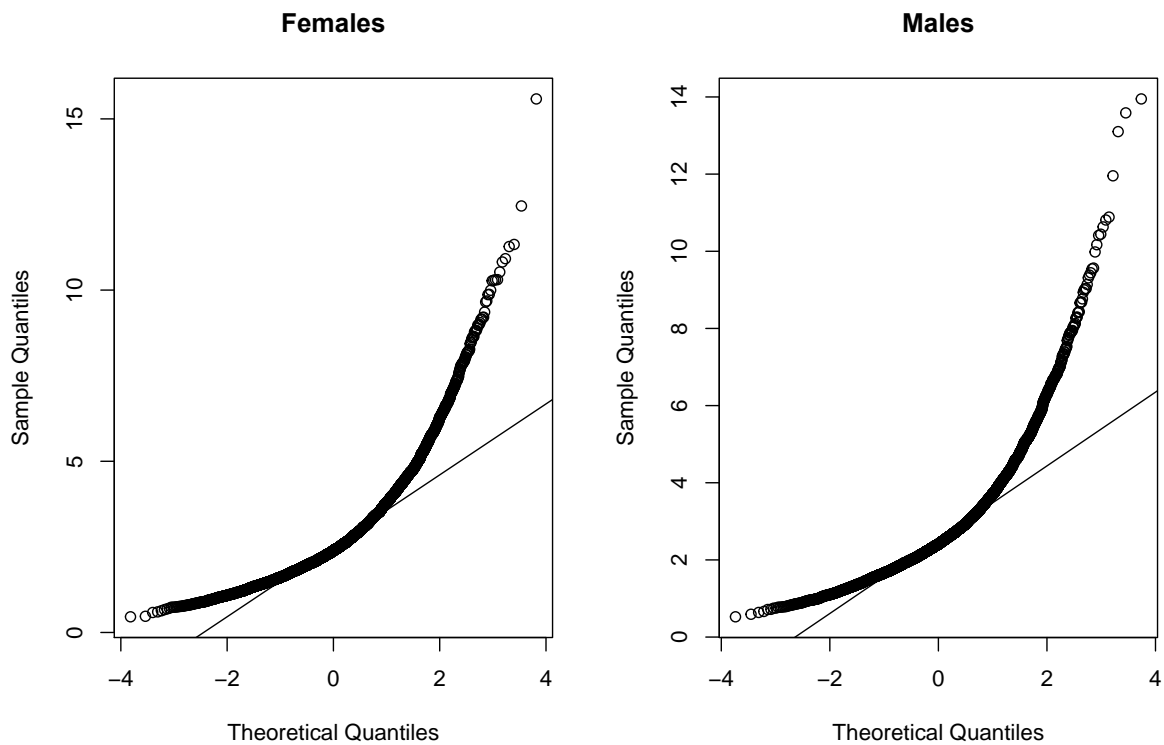 Females
Males
Sample Quantiles
15
10
5
0
−4 −2 0 2 4
Theoretical Quantiles
Sample Quantiles
14
12
10
8
6
4
2
0
−4 −2 0 2 4
Theoretical Quantiles